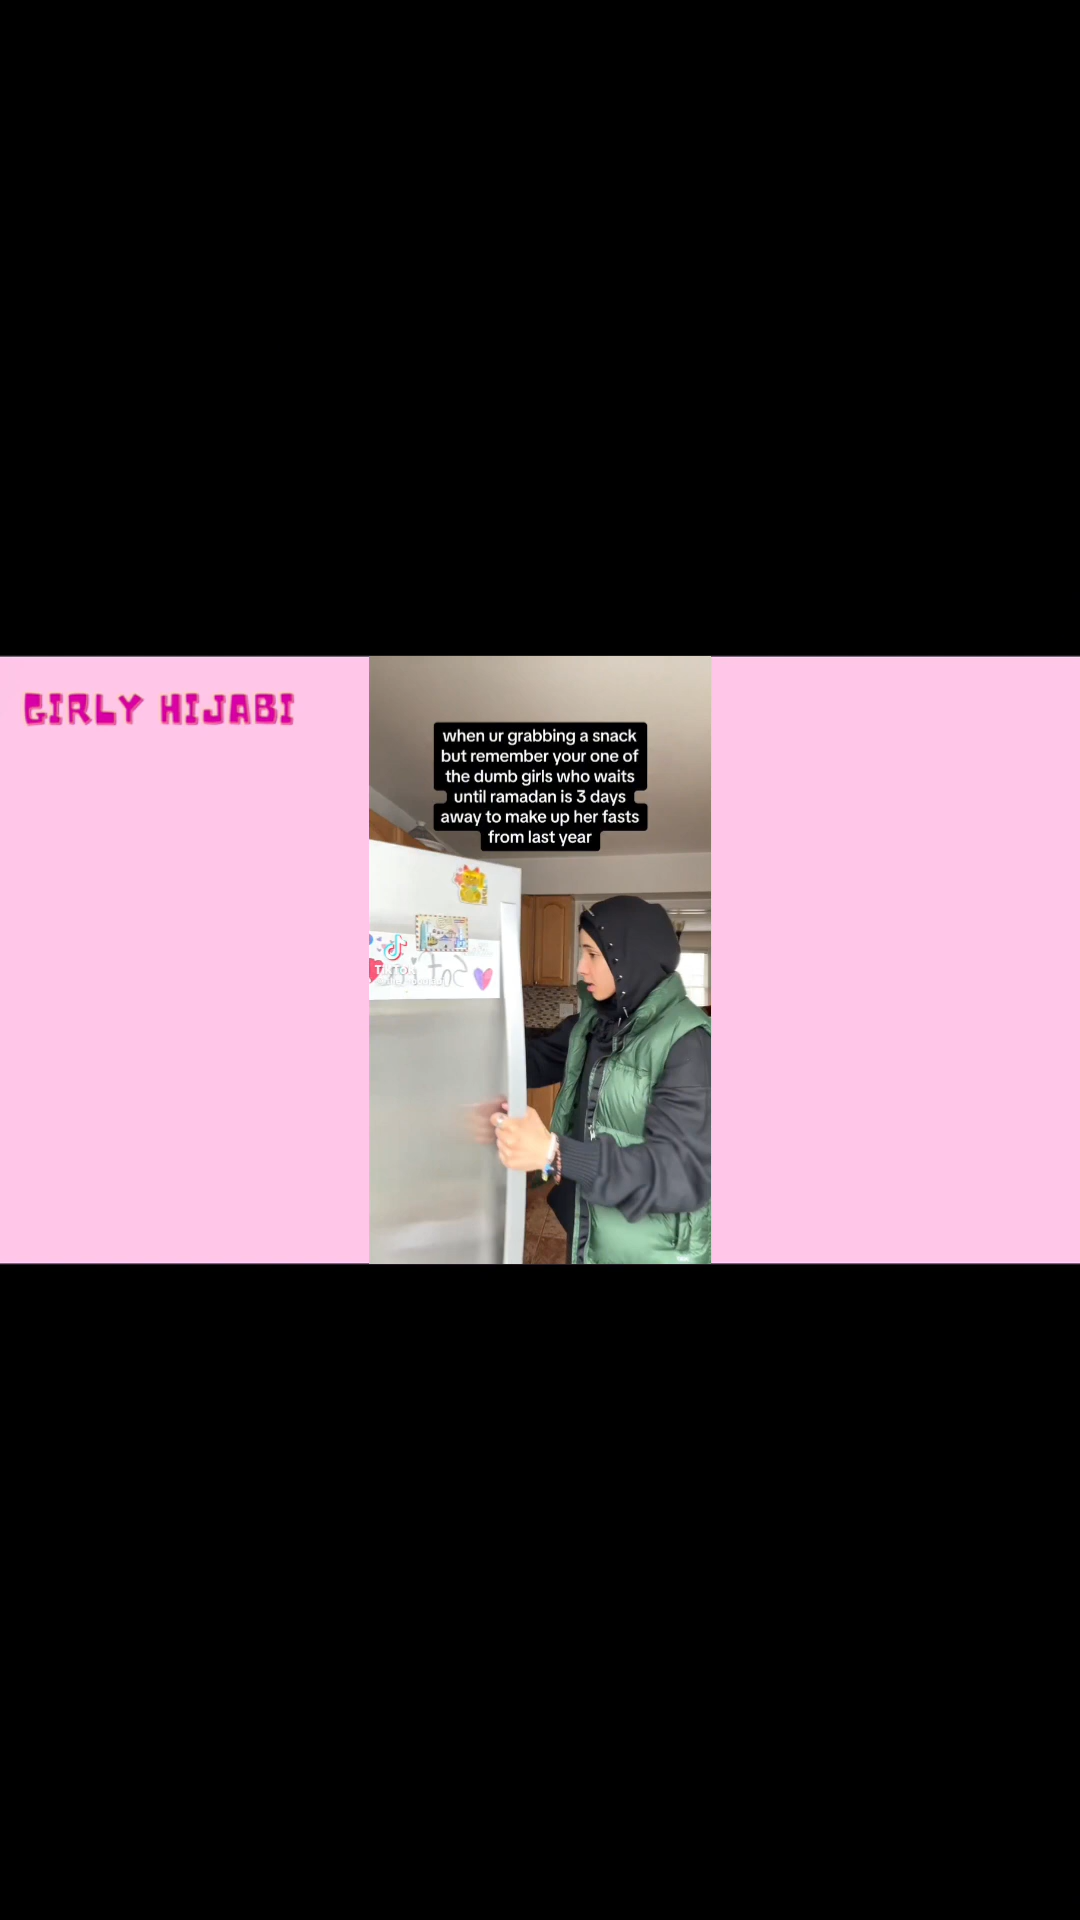 GIRLY HIJABI
when ur grabbing a snack
but remember your one of
the dumb girls who waits
until ramadan is 3 days
away to make up her fasts
from last year
TikTok